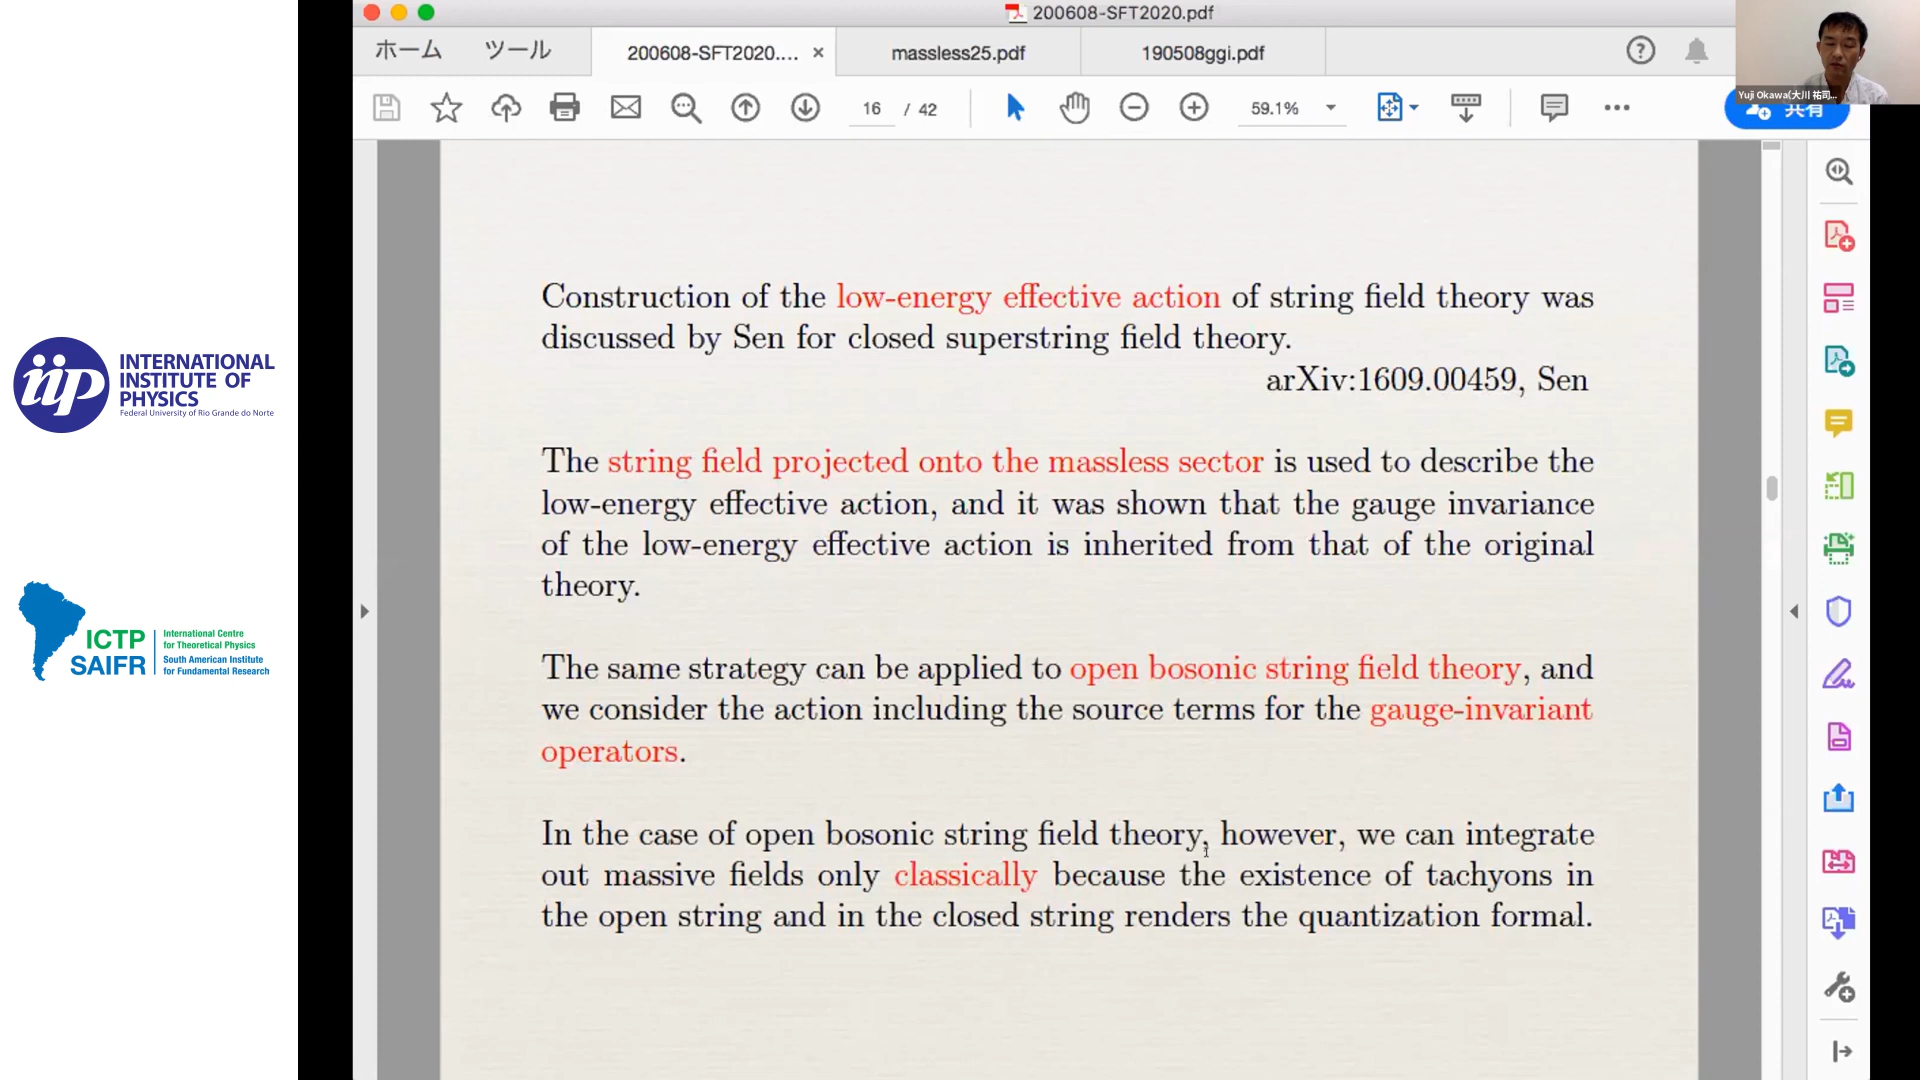 200608-SFT2020.pdf
ホーム
ツール
200608-SFT2020....
massless25.pdf
190508ggi.pdf
16 / 42
59.1%
共有
Yuji Okawa(大川 祐司...
INTERNATIONAL
INSTITUTE OF
PHYSICS
Federal University of Rio Grande do Norte
iip
ICTP
SAIFR
International Centre
for Theoretical Physics
South American Institute
for Fundamental Research
Construction of the low-energy effective action of string field theory was
discussed by Sen for closed superstring field theory.
arXiv:1609.00459, Sen
The string field projected onto the massless sector is used to describe the
low-energy effective action, and it was shown that the gauge invariance
of the low-energy effective action is inherited from that of the original
theory.
The same strategy can be applied to open bosonic string field theory, and
we consider the action including the source terms for the gauge-invariant
operators.
In the case of open bosonic string field theory, however, we can integrate
out massive fields only classically because the existence of tachyons in
the open string and in the closed string renders the quantization formal.